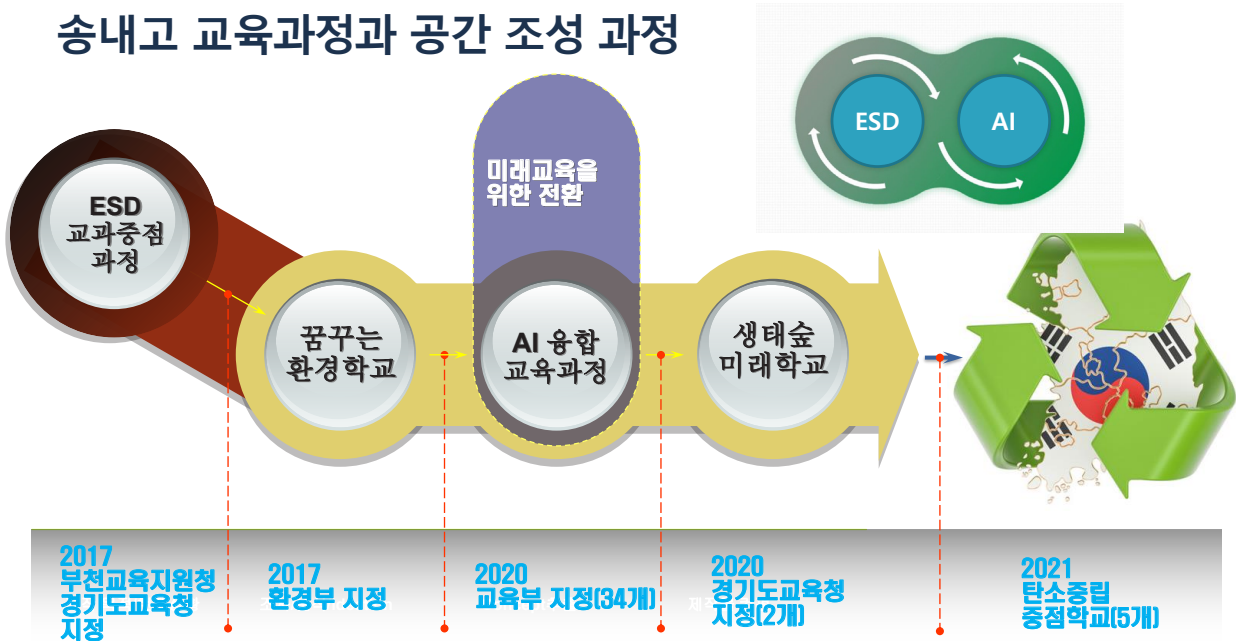 송내고 교육과정과 공간 조성 과정
ESD
AI
ESD
교과중점
과정
미래교육을
위한 전환
꿈꾸는
환경학교
AI 융합
교육과정
생태숲
미래학교
2017
부천교육지원청
경기도교육청
지정
2017
환경부 지정
2020
교육부 지정(34개)
2020
경기도교육청
지정(2개)
2021
탄소중립
중점학교(5개)